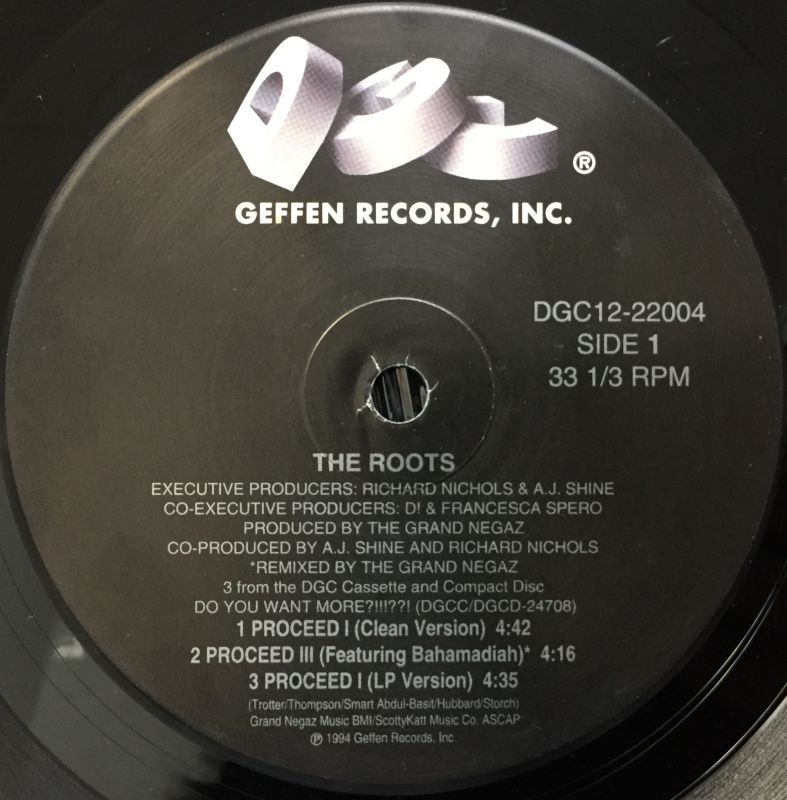 DGC®
GEFFEN RECORDS, INC.
DGC12-22004
SIDE 1
33 1/3 RPM
THE ROOTS
EXECUTIVE PRODUCERS: RICHARD NICHOLS & A.J. SHINE
CO-EXECUTIVE PRODUCERS: D! & FRANCESCA SPERO
PRODUCED BY THE GRAND NEGAZ
CO-PRODUCED BY A.J. SHINE AND RICHARD NICHOLS
*REMIXED BY THE GRAND NEGAZ
3 from the DGC Cassette and Compact Disc
DO YOU WANT MORE?!!!??! (DGCC/DGCD-24708)
1 PROCEED I (Clean Version) 4:42
2 PROCEED III (Featuring Bahamadiah)* 4:16
3 PROCEED I (LP Version) 4:35
(Trotter/Thompson/Smart Abdul-Basit/Hubbard/Storch)
Grand Negaz Music BMI/ScottyKatt Music Co. ASCAP
℗ 1994 Geffen Records, Inc.